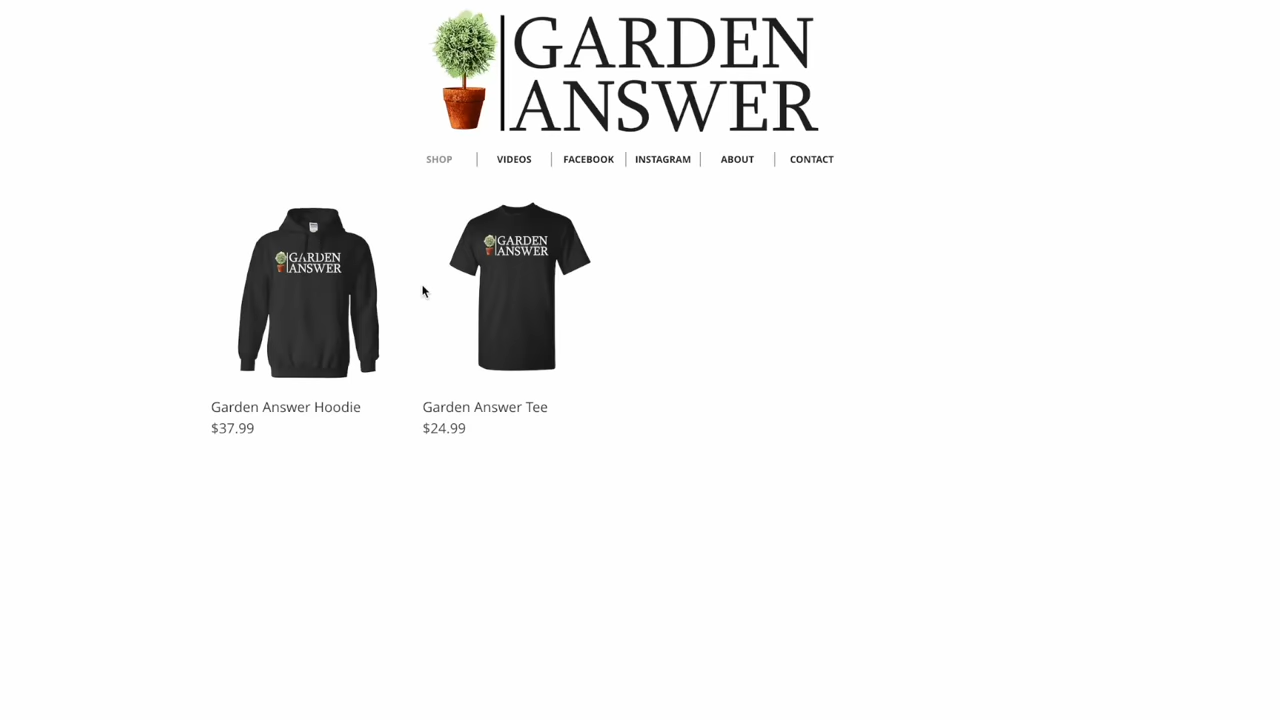 GARDEN
ANSWER
SHOP
VIDEOS
FACEBOOK
INSTAGRAM
ABOUT
CONTACT
GARDEN
ANSWER
GARDEN
ANSWER
Garden Answer Hoodie
$37.99
Garden Answer Tee
$24.99